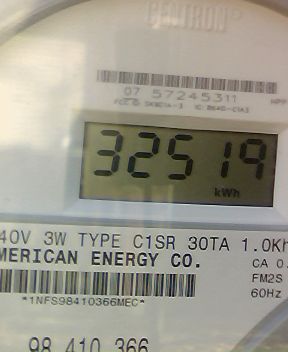 CENTRON®
07 57245311
32519
kWh
40V 3W TYPE C1SR 30TA 1.0Kh
MERICAN ENERGY CO.
CA 0.
FM2S
60Hz
*1NFS98410366MEC*
98 410 366